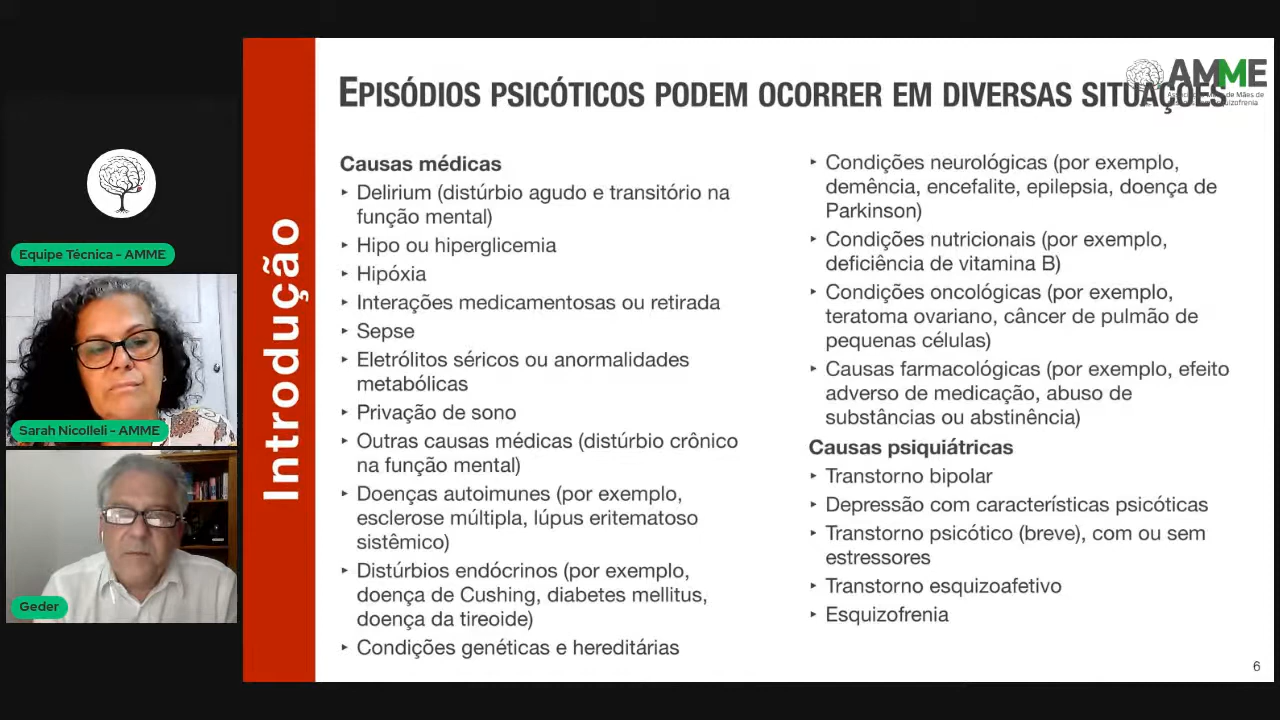 EPISÓDIOS PSICÓTICOS PODEM OCORRER EM DIVERSAS SITUAÇÕES
AMME
de Mães de
Introdução
Causas médicas
‣ Delirium (distúrbio agudo e transitório na
função mental)
‣ Hipo ou hiperglicemia
‣ Hipóxia
‣ Interações medicamentosas ou retirada
‣ Sepse
‣ Eletrólitos séricos ou anormalidades
metabólicas
‣ Privação de sono
‣ Outras causas médicas (distúrbio crônico
na função mental)
‣ Doenças autoimunes (por exemplo,
esclerose múltipla, lúpus eritematoso
sistêmico)
‣ Distúrbios endócrinos (por exemplo,
doença de Cushing, diabetes mellitus,
doença da tireoide)
‣ Condições genéticas e hereditárias
‣ Condições neurológicas (por exemplo,
demência, encefalite, epilepsia, doença de
Parkinson)
‣ Condições nutricionais (por exemplo,
deficiência de vitamina B)
‣ Condições oncológicas (por exemplo,
teratoma ovariano, câncer de pulmão de
pequenas células)
‣ Causas farmacológicas (por exemplo, efeito
adverso de medicação, abuso de
substâncias ou abstinência)
Causas psiquiátricas
‣ Transtorno bipolar
‣ Depressão com características psicóticas
‣ Transtorno psicótico (breve), com ou sem
estressores
‣ Transtorno esquizoafetivo
‣ Esquizofrenia
6
Equipe Técnica - AMME
Sarah Nicolleli - AMME
Geder